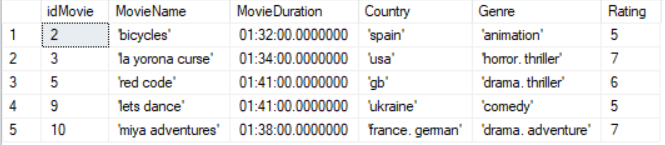 idMovie MovieName MovieDuration Country Genre Rating
1 2 'bicycles' 01:32:00.0000000 'spain' 'animation' 5
2 3 'la yorona curse' 01:34:00.0000000 'usa' 'horror. thriller' 7
3 5 'red code' 01:41:00.0000000 'gb' 'drama. thriller' 6
4 9 'lets dance' 01:41:00.0000000 'ukraine' 'comedy' 5
5 10 'miya adventures' 01:38:00.0000000 'france. german' 'drama. adventure' 7